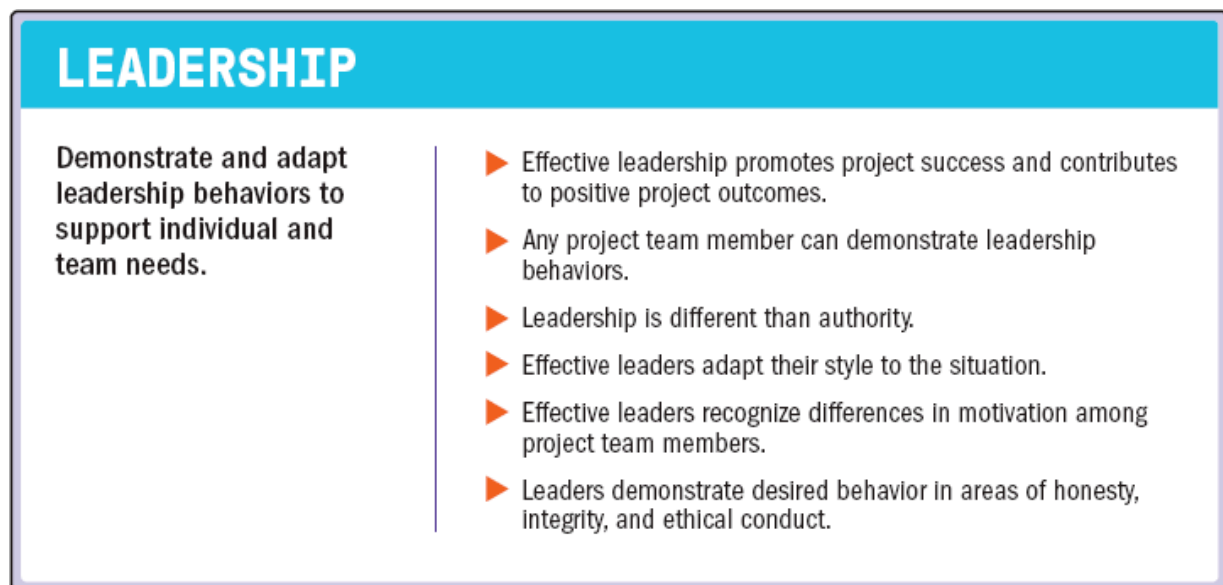 LEADERSHIP
Demonstrate and adapt
leadership behaviors to
support individual and
team needs.
▶ Effective leadership promotes project success and contributes
to positive project outcomes.
▶ Any project team member can demonstrate leadership
behaviors.
▶ Leadership is different than authority.
▶ Effective leaders adapt their style to the situation.
▶ Effective leaders recognize differences in motivation among
project team members.
▶ Leaders demonstrate desired behavior in areas of honesty,
integrity, and ethical conduct.